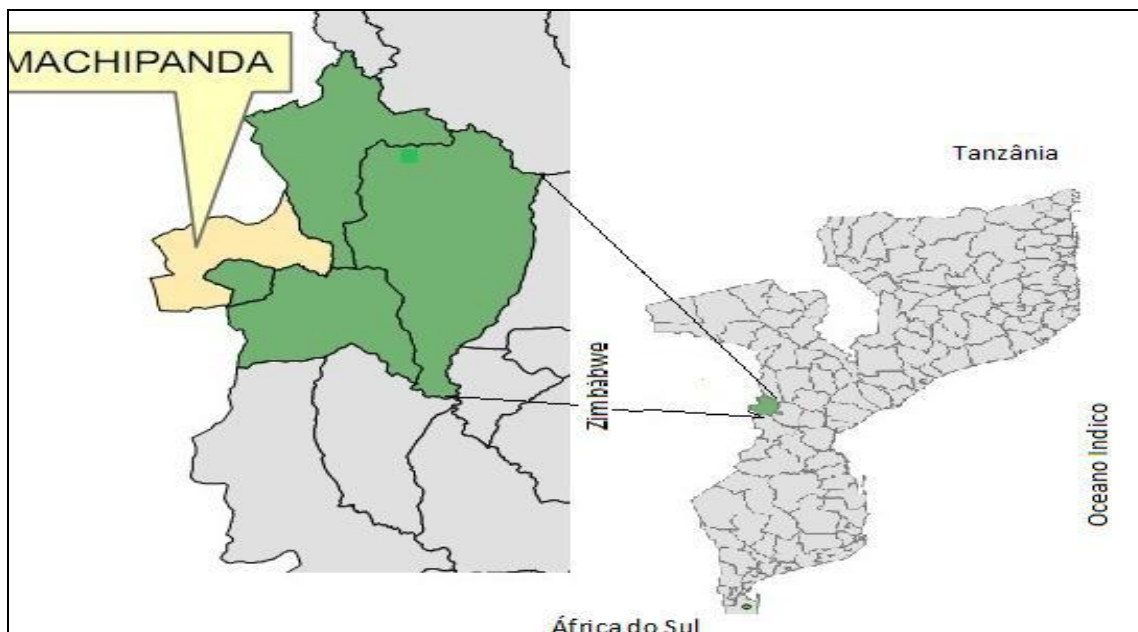 MACHIPANDA
Tanzânia
Zimbabwe
Oceano Indico
África do Sul